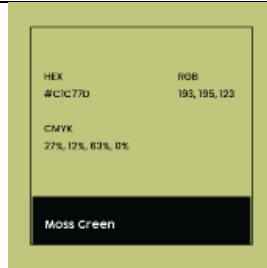 HEX RGB
#C1C77D 193, 195, 123
CMYK
27%, 12%, 63%, 0%
Moss Green